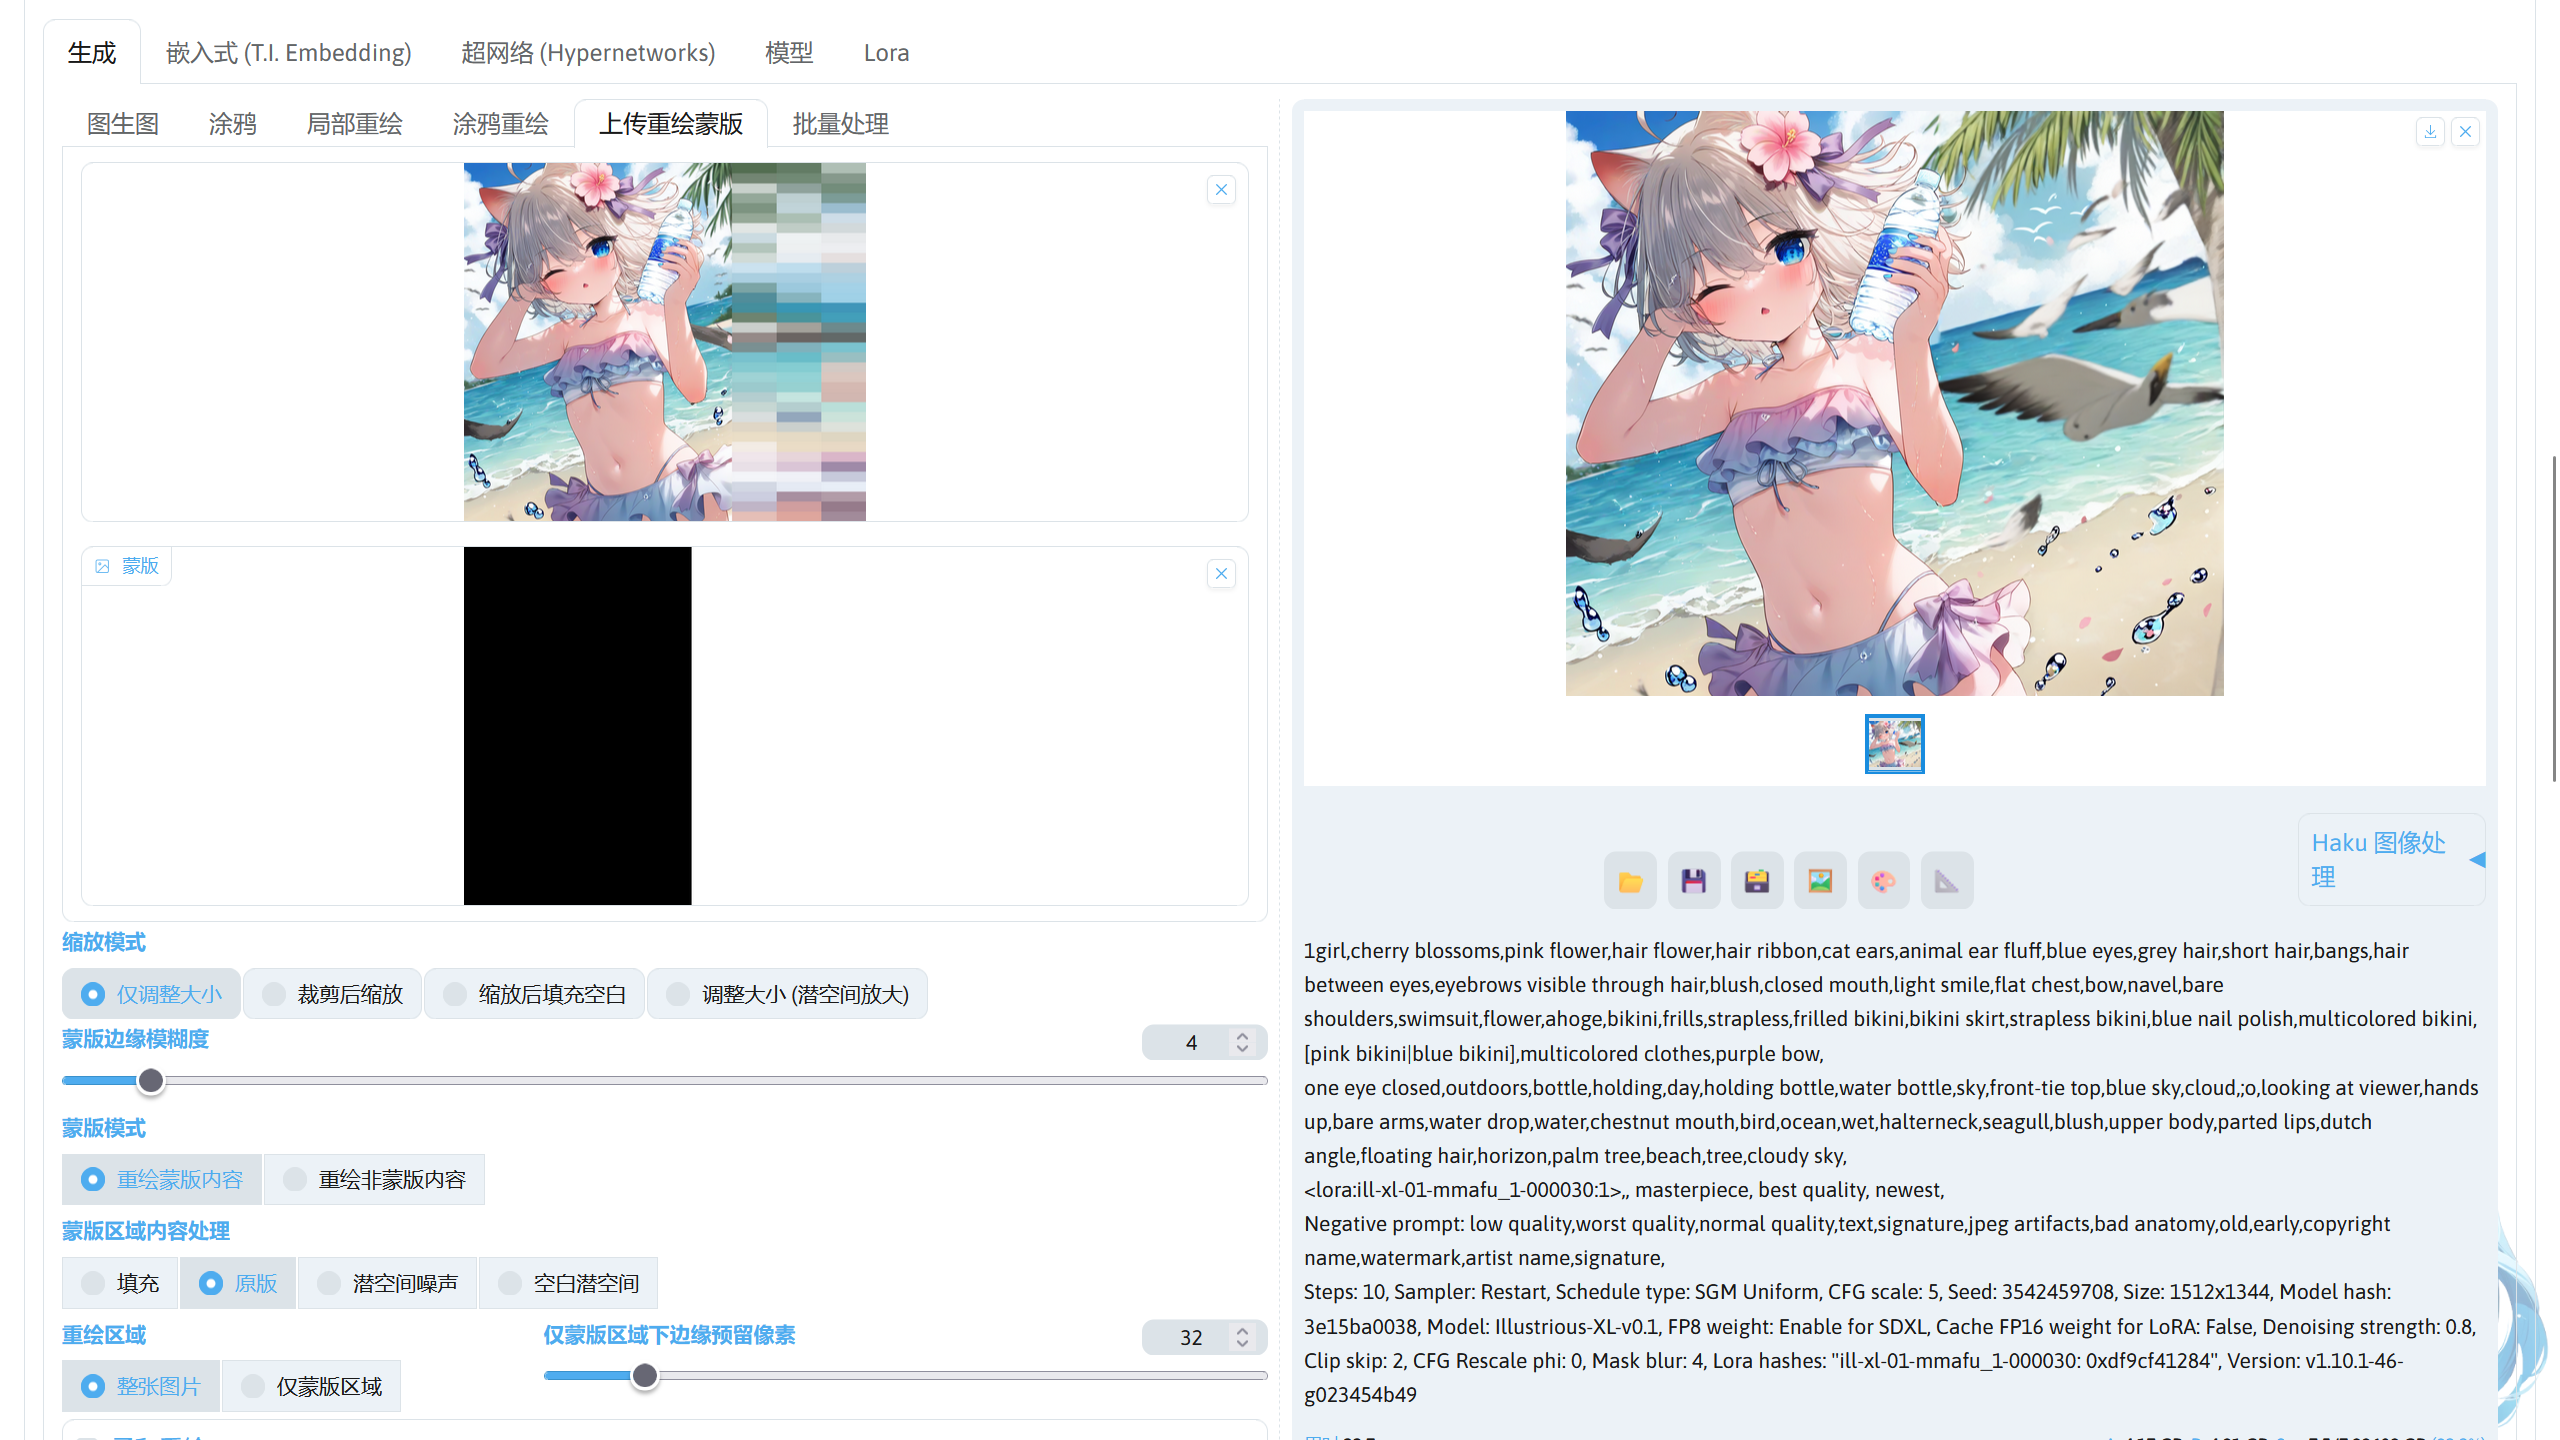 生成
嵌入式 (T.I. Embedding)
超网络 (Hypernetworks)
模型
Lora
图生图
涂鸦
局部重绘
涂鸦重绘
上传重绘蒙版
批量处理
蒙版
缩放模式
仅调整大小
裁剪后缩放
缩放后填充空白
调整大小 (潜空间放大)
蒙版边缘模糊度
4
蒙版模式
重绘蒙版内容
重绘非蒙版内容
蒙版区域内容处理
填充
原版
潜空间噪声
空白潜空间
重绘区域
整张图片
仅蒙版区域
仅蒙版区域下边缘预留像素
32
Haku 图像处
理
1girl,cherry blossoms,pink flower,hair flower,hair ribbon,cat ears,animal ear fluff,blue eyes,grey hair,short hair,bangs,hair
between eyes,eyebrows visible through hair,blush,closed mouth,light smile,flat chest,bow,navel,bare
shoulders,swimsuit,flower,ahoge,bikini,frills,strapless,frilled bikini,bikini skirt,strapless bikini,blue nail polish,multicolored bikini,
[pink bikini|blue bikini],multicolored clothes,purple bow,
one eye closed,outdoors,bottle,holding,day,holding bottle,water bottle,sky,front-tie top,blue sky,cloud,;o,looking at viewer,hands
up,bare arms,water drop,water,chestnut mouth,bird,ocean,wet,halterneck,seagull,blush,upper body,parted lips,dutch
angle,floating hair,horizon,palm tree,beach,tree,cloudy sky,
<lora:ill-xl-01-mmafu_1-000030:1>,, masterpiece, best quality, newest,
Negative prompt: low quality,worst quality,normal quality,text,signature,jpeg artifacts,bad anatomy,old,early,copyright
name,watermark,artist name,signature,
Steps: 10, Sampler: Restart, Schedule type: SGM Uniform, CFG scale: 5, Seed: 3542459708, Size: 1512x1344, Model hash:
3e15ba0038, Model: Illustrious-XL-v0.1, FP8 weight: Enable for SDXL, Cache FP16 weight for LoRA: False, Denoising strength: 0.8,
Clip skip: 2, CFG Rescale phi: 0, Mask blur: 4, Lora hashes: "ill-xl-01-mmafu_1-000030: 0xdf9cf41284", Version: v1.10.1-46-
g023454b49